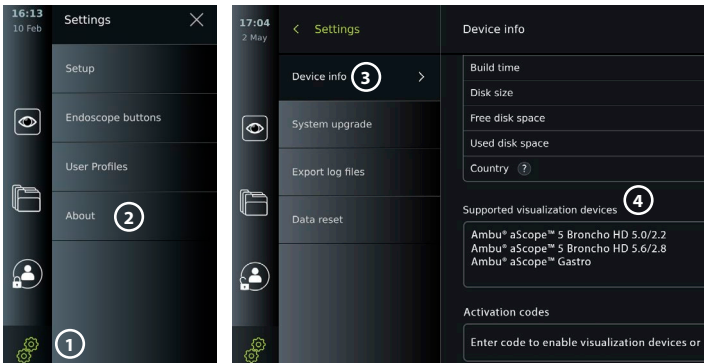 16:13
10 Feb
Settings
Setup
Endoscope buttons
User Profiles
About
2
1
17:04
2 May
< Settings
Device info
3
>
System upgrade
Export log files
Data reset
Device info
Build time
Disk size
Free disk space
Used disk space
Country ?
Supported visualization devices
4
Ambu® aScope™ 5 Broncho HD 5.0/2.2
Ambu® aScope™ 5 Broncho HD 5.6/2.8
Ambu® aScope™ Gastro
Activation codes
Enter code to enable visualization devices or